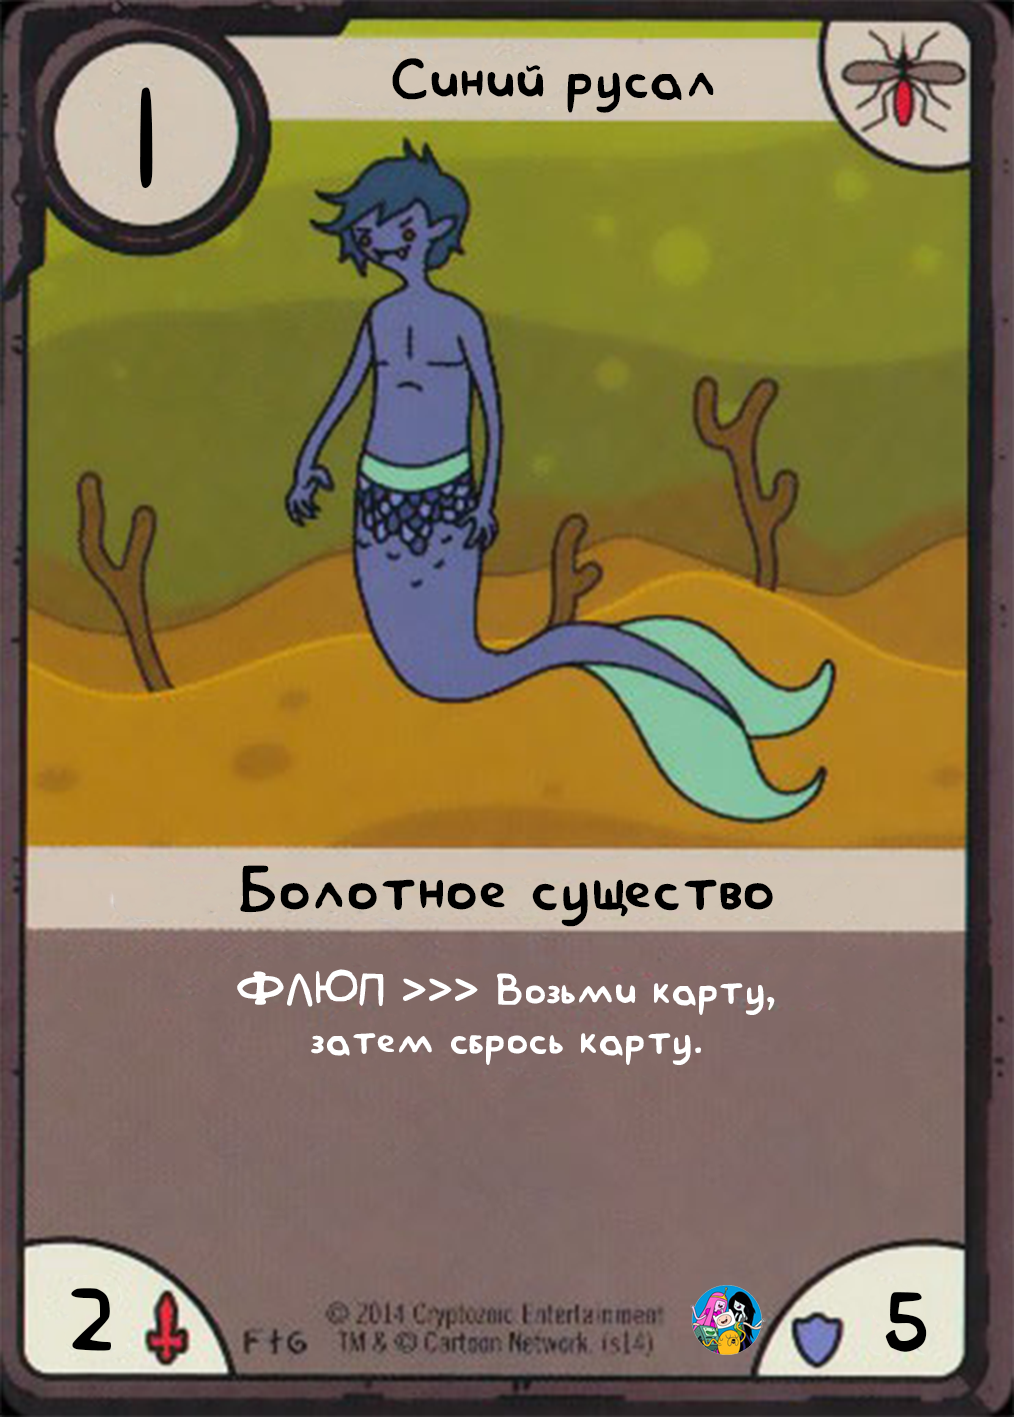 1
Синий русал
Болотное существо
ФЛЮП >>> Возьми карту,
затем сбрось карту.
2
5
© 2014 Cryptozoic Entertainment
F+G
TM & © Cartoon Network. (s14)